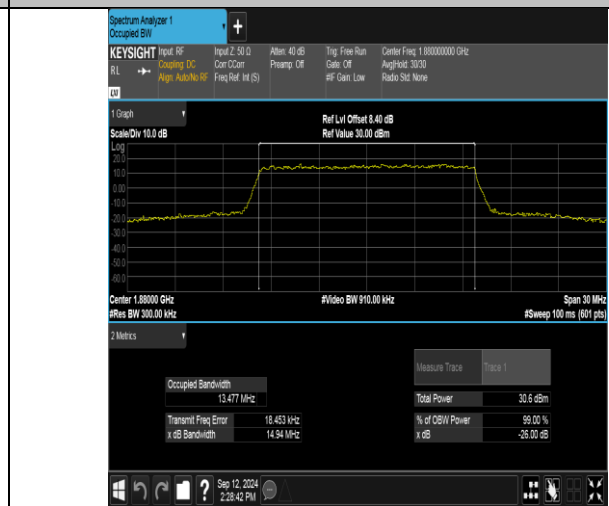 Spectrum Analyzer 1
Occupied BW
+
KEYSIGHT Input: RF Input Z: 50 Ω Atten: 40 dB Trig: Free Run Center Freq: 1.880000000 GHz
RL Coupling: DC Corr CCorr Preamp: Off Gate: Off Avg|Hold: 30/30
Align: Auto/No RF Freq Ref: Int (S) #IF Gain: Low Radio Std: None
LXI
1 Graph
Ref Lvl Offset 8.40 dB
Scale/Div 10.0 dB Ref Value 30.00 dBm
Log
20.0
10.0
0.00
-10.0
-20.0
-30.0
-40.0
-50.0
-60.0
Center 1.88000 GHz #Video BW 910.00 kHz Span 30 MHz
#Res BW 300.00 kHz #Sweep 100 ms (601 pts)
2 Metrics
Measure Trace Trace 1
Occupied Bandwidth
13.477 MHz Total Power 30.6 dBm
Transmit Freq Error 18.453 kHz % of OBW Power 99.00 %
x dB Bandwidth 14.94 MHz x dB -26.00 dB
?
Sep 12, 2024
2:28:42 PM